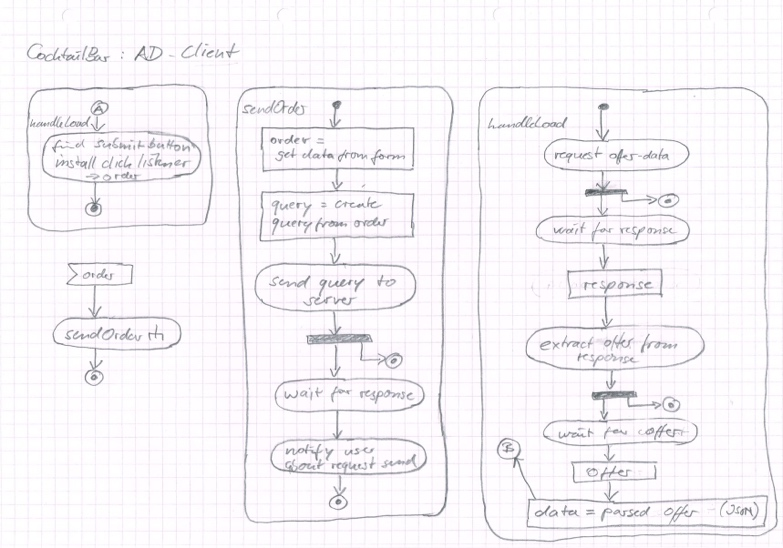 CocktailBar : AD - Client
A
handleLoad
find submit button
install click listener
→ order
order
sendOrder
sendOrder
order =
get data from form
query = create
query from order
send query to
server
wait for response
notify user
about request send
handleLoad
request offer-data
wait for response
response
extract offer from
response
wait for offer
B
offer
data = parsed offer - (JSON)